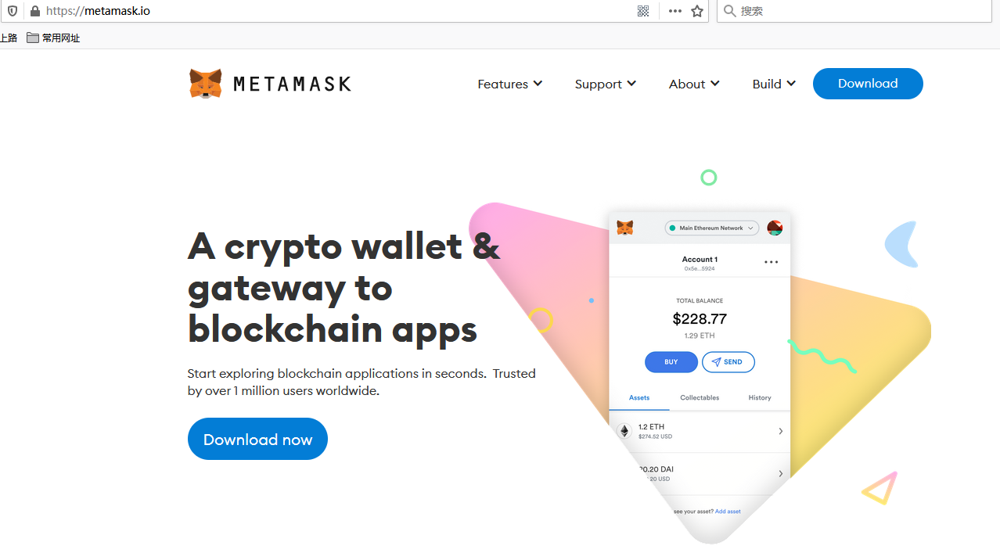 https://metamask.io
搜索
上路
常用网址
METAMASK
Features
Support
About
Build
Download
A crypto wallet &
gateway to
blockchain apps
Start exploring blockchain applications in seconds.  Trusted
by over 1 million users worldwide.
Download now
Main Ethereum Network
Account 1
0x5e...5924
TOTAL BALANCE
$228.77
1.29 ETH
BUY
SEND
Assets
Collectables
History
1.2 ETH
$274.52 USD
20.20 DAI
20 USD
see your asset? Add asset